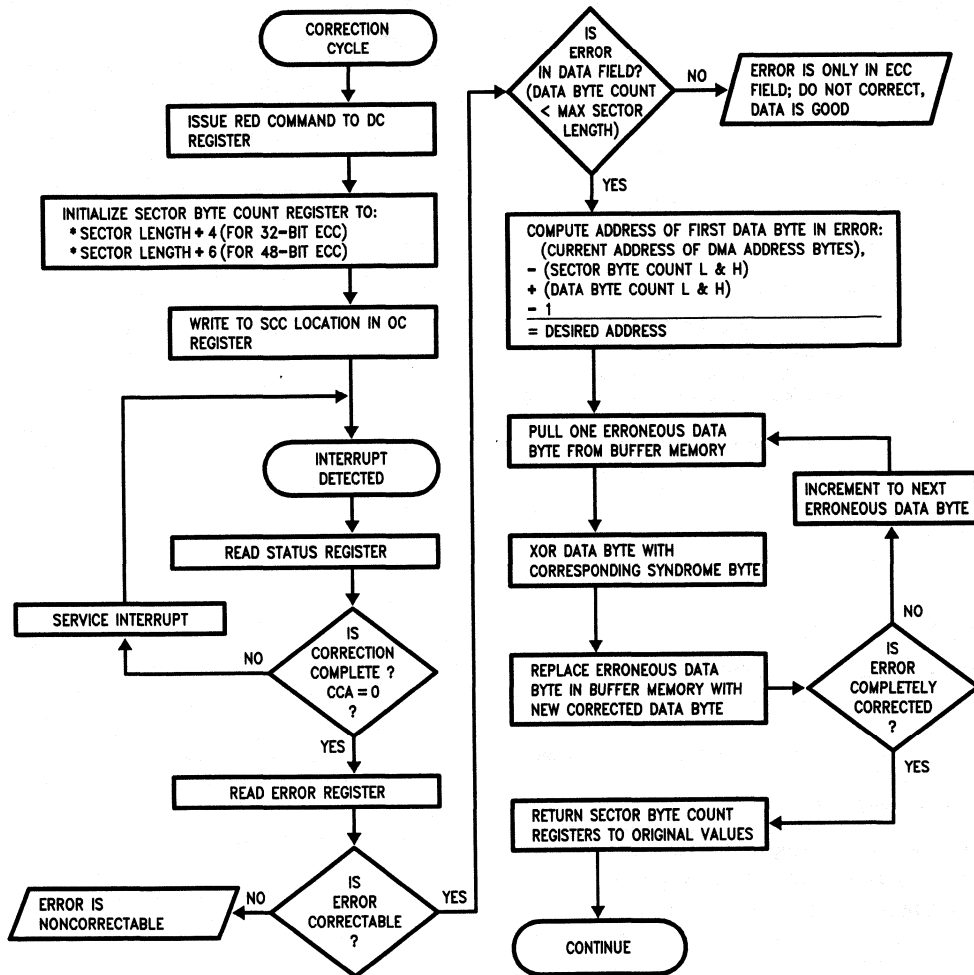 CORRECTION
CYCLE
ISSUE RED COMMAND TO DC
REGISTER
INITIALIZE SECTOR BYTE COUNT REGISTER TO:
* SECTOR LENGTH + 4 (FOR 32-BIT ECC)
* SECTOR LENGTH + 6 (FOR 48-BIT ECC)
WRITE TO SCC LOCATION IN OC
REGISTER
INTERRUPT
DETECTED
READ STATUS REGISTER
SERVICE INTERRUPT
NO
IS
CORRECTION
COMPLETE ?
CCA = 0
?
YES
READ ERROR REGISTER
IS
ERROR
CORRECTABLE
?
NO
ERROR IS
NONCORRECTABLE
YES
IS
ERROR
IN DATA FIELD?
(DATA BYTE COUNT
< MAX SECTOR
LENGTH)
NO
ERROR IS ONLY IN ECC
FIELD; DO NOT CORRECT,
DATA IS GOOD
YES
COMPUTE ADDRESS OF FIRST DATA BYTE IN ERROR:
(CURRENT ADDRESS OF DMA ADDRESS BYTES),
- (SECTOR BYTE COUNT L & H)
+ (DATA BYTE COUNT L & H)
- 1
= DESIRED ADDRESS
PULL ONE ERRONEOUS DATA
BYTE FROM BUFFER MEMORY
INCREMENT TO NEXT
ERRONEOUS DATA BYTE
XOR DATA BYTE WITH
CORRESPONDING SYNDROME BYTE
NO
REPLACE ERRONEOUS DATA
BYTE IN BUFFER MEMORY WITH
NEW CORRECTED DATA BYTE
IS
ERROR
COMPLETELY
CORRECTED
?
YES
RETURN SECTOR BYTE COUNT
REGISTERS TO ORIGINAL VALUES
CONTINUE